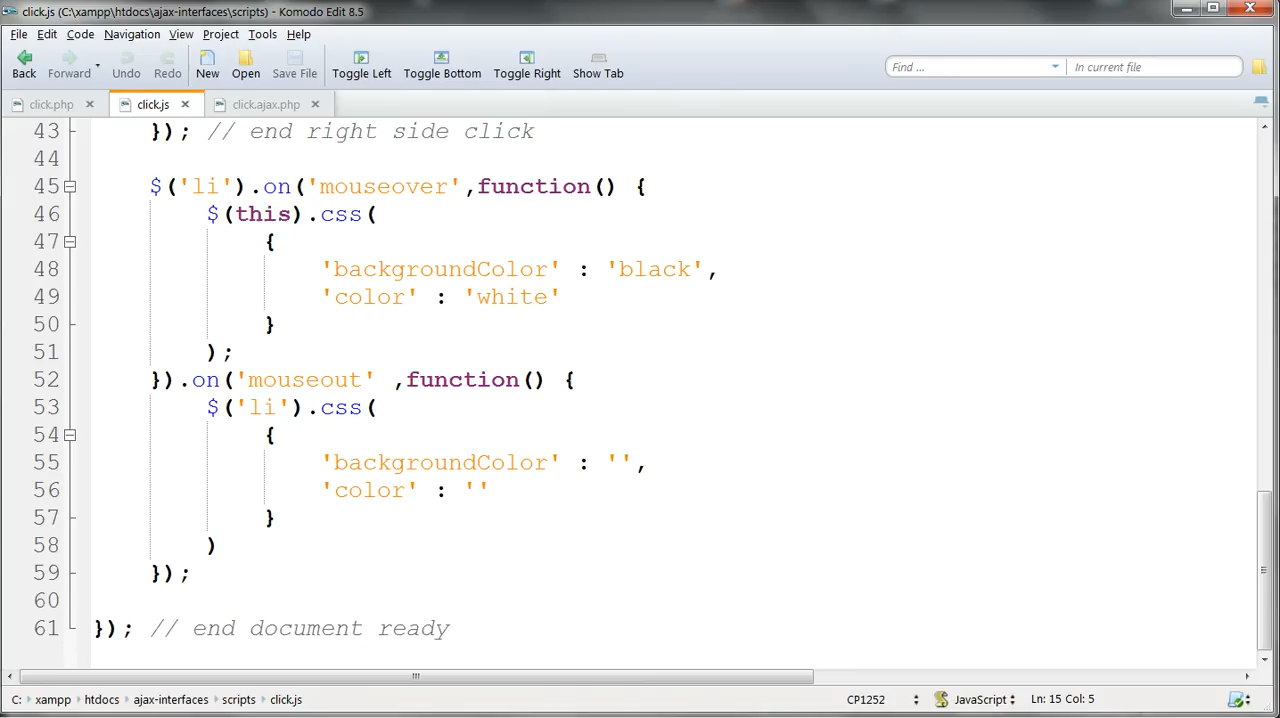 click.js (C:\xampp\htdocs\ajax-interfaces\scripts) - Komodo Edit 8.5
File Edit Code Navigation View Project Tools Help
Back Forward Undo Redo New Open Save File Toggle Left Toggle Bottom Toggle Right Show Tab Find ... In current file
click.php click.js click.ajax.php
43 }); // end right side click
44
45 $('li').on('mouseover',function() {
46 $(this).css(
47 {
48 'backgroundColor' : 'black',
49 'color' : 'white'
50 }
51 );
52 }).on('mouseout' ,function() {
53 $('li').css(
54 {
55 'backgroundColor' : '',
56 'color' : ''
57 }
58 )
59 });
60
61 }); // end document ready
C: xampp htdocs ajax-interfaces scripts click.js CP1252 JavaScript Ln: 15 Col: 5